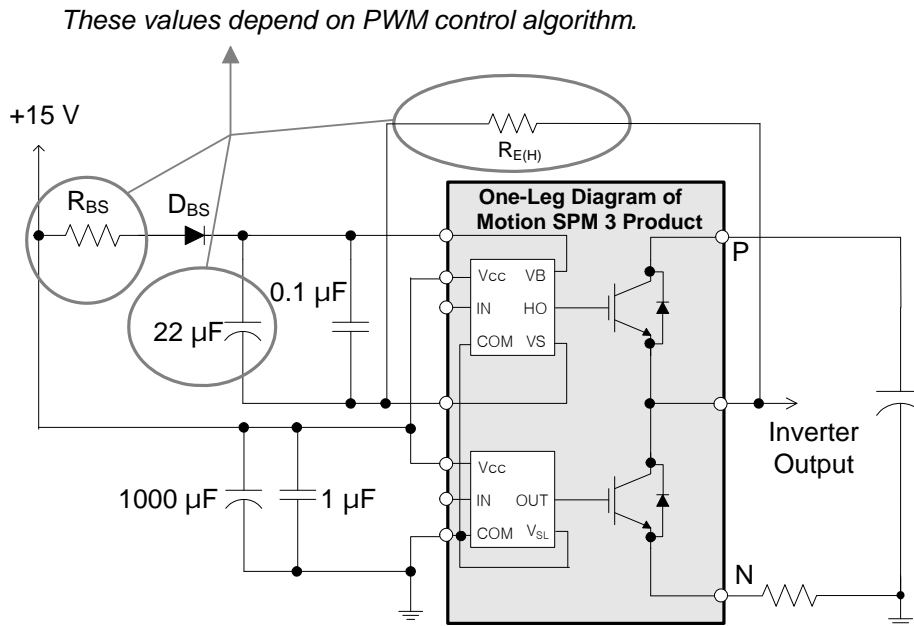 These values depend on PWM control algorithm.
+15 V
R_E(H)
R_BS
D_BS
One-Leg Diagram of
Motion SPM 3 Product
P
Vcc
VB
0.1 µF
IN
HO
22 µF
COM
VS
Inverter
Output
Vcc
1000 µF
1 µF
IN
OUT
COM
V_SL
N